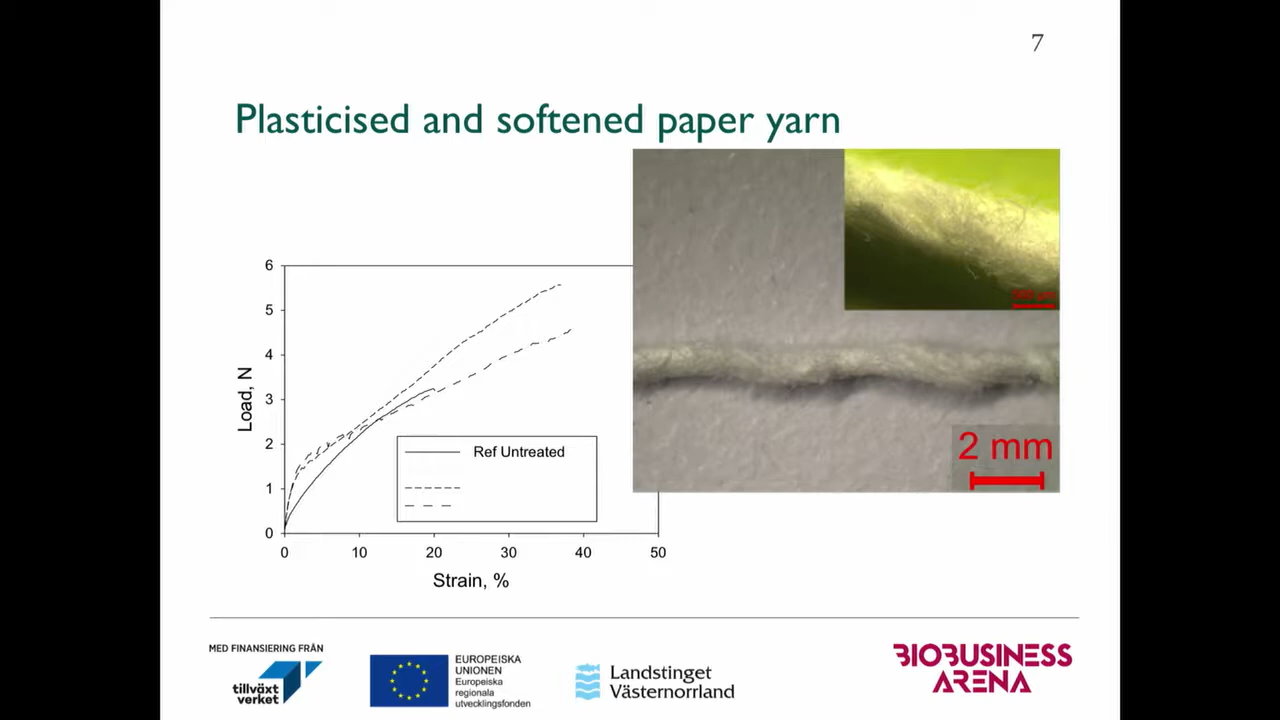 7
Plasticised and softened paper yarn
6
5
4
3
2
1
0
Load, N
Ref Untreated
0 10 20 30 40 50
Strain, %
2 mm
MED FINANSIERING FRÅN
tillväxt
verket
EUROPEISKA
UNIONEN
Europeiska
regionala
utvecklingsfonden
Landstinget
Västernorrland
BIOBUSINESS
ARENA